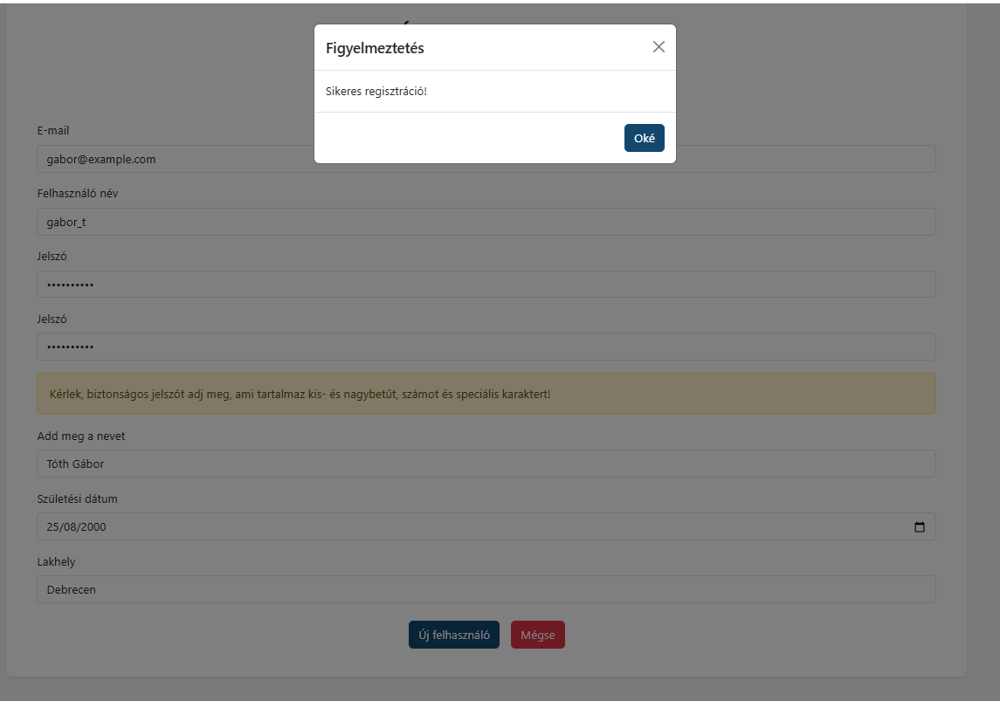 Figyelmeztetés
Sikeres regisztráció!
Oké
E-mail
gabor@example.com
Felhasználó név
gabor_t
Jelszó
••••••••••
Jelszó
••••••••••
Kérlek, biztonságos jelszót adj meg, ami tartalmaz kis- és nagybetűt, számot és speciális karaktert!
Add meg a nevet
Tóth Gábor
Születési dátum
25/08/2000
Lakhely
Debrecen
Új felhasználó Mégse